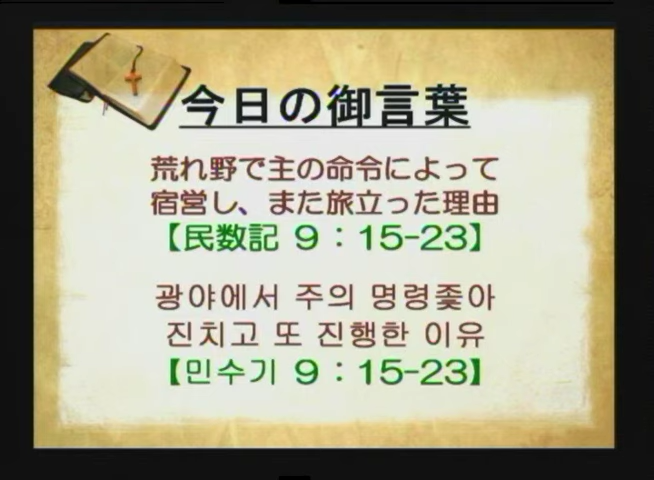 今日の御言葉
荒れ野で主の命令によって
宿営し、また旅立った理由
【民数記 9：15-23】
광야에서 주의 명령좇아
진치고 또 진행한 이유
【민수기 9：15-23】